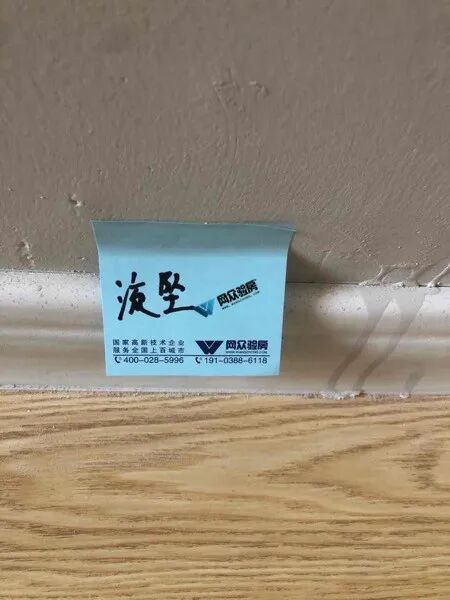 液坠
网众验房
国家高新技术企业
服务全国上百城市
400-028-5996
网众验房
191-0388-6118